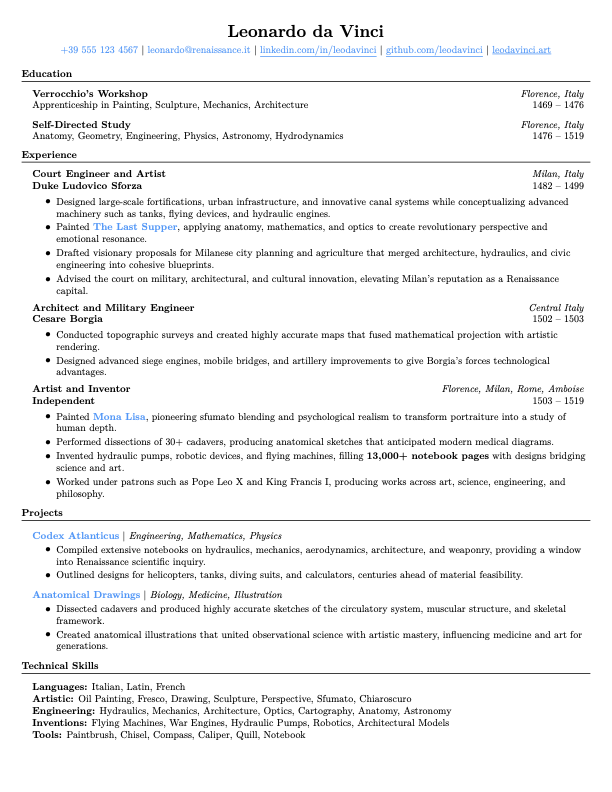 Leonardo da Vinci
+39 555 123 4567 | leonardo@renaissance.it | linkedin.com/in/leodavinci | github.com/leodavinci | leodavinci.art
Education
Verrocchio's Workshop Florence, Italy
Apprenticeship in Painting, Sculpture, Mechanics, Architecture 1469 – 1476
Self-Directed Study Florence, Italy
Anatomy, Geometry, Engineering, Physics, Astronomy, Hydrodynamics 1476 – 1519
Experience
Court Engineer and Artist Milan, Italy
Duke Ludovico Sforza 1482 – 1499
• Designed large-scale fortifications, urban infrastructure, and innovative canal systems while conceptualizing advanced
machinery such as tanks, flying devices, and hydraulic engines.
• Painted The Last Supper, applying anatomy, mathematics, and optics to create revolutionary perspective and
emotional resonance.
• Drafted visionary proposals for Milanese city planning and agriculture that merged architecture, hydraulics, and civic
engineering into cohesive blueprints.
• Advised the court on military, architectural, and cultural innovation, elevating Milan's reputation as a Renaissance
capital.
Architect and Military Engineer Central Italy
Cesare Borgia 1502 – 1503
• Conducted topographic surveys and created highly accurate maps that fused mathematical projection with artistic
rendering.
• Designed advanced siege engines, mobile bridges, and artillery improvements to give Borgia's forces technological
advantages.
Artist and Inventor Florence, Milan, Rome, Amboise
Independent 1503 – 1519
• Painted Mona Lisa, pioneering sfumato blending and psychological realism to transform portraiture into a study of
human depth.
• Performed dissections of 30+ cadavers, producing anatomical sketches that anticipated modern medical diagrams.
• Invented hydraulic pumps, robotic devices, and flying machines, filling 13,000+ notebook pages with designs bridging
science and art.
• Worked under patrons such as Pope Leo X and King Francis I, producing works across art, science, engineering, and
philosophy.
Projects
Codex Atlanticus | Engineering, Mathematics, Physics
• Compiled extensive notebooks on hydraulics, mechanics, aerodynamics, architecture, and weaponry, providing a window
into Renaissance scientific inquiry.
• Outlined designs for helicopters, tanks, diving suits, and calculators, centuries ahead of material feasibility.
Anatomical Drawings | Biology, Medicine, Illustration
• Dissected cadavers and produced highly accurate sketches of the circulatory system, muscular structure, and skeletal
framework.
• Created anatomical illustrations that united observational science with artistic mastery, influencing medicine and art for
generations.
Technical Skills
Languages: Italian, Latin, French
Artistic: Oil Painting, Fresco, Drawing, Sculpture, Perspective, Sfumato, Chiaroscuro
Engineering: Hydraulics, Mechanics, Architecture, Optics, Cartography, Anatomy, Astronomy
Inventions: Flying Machines, War Engines, Hydraulic Pumps, Robotics, Architectural Models
Tools: Paintbrush, Chisel, Compass, Caliper, Quill, Notebook